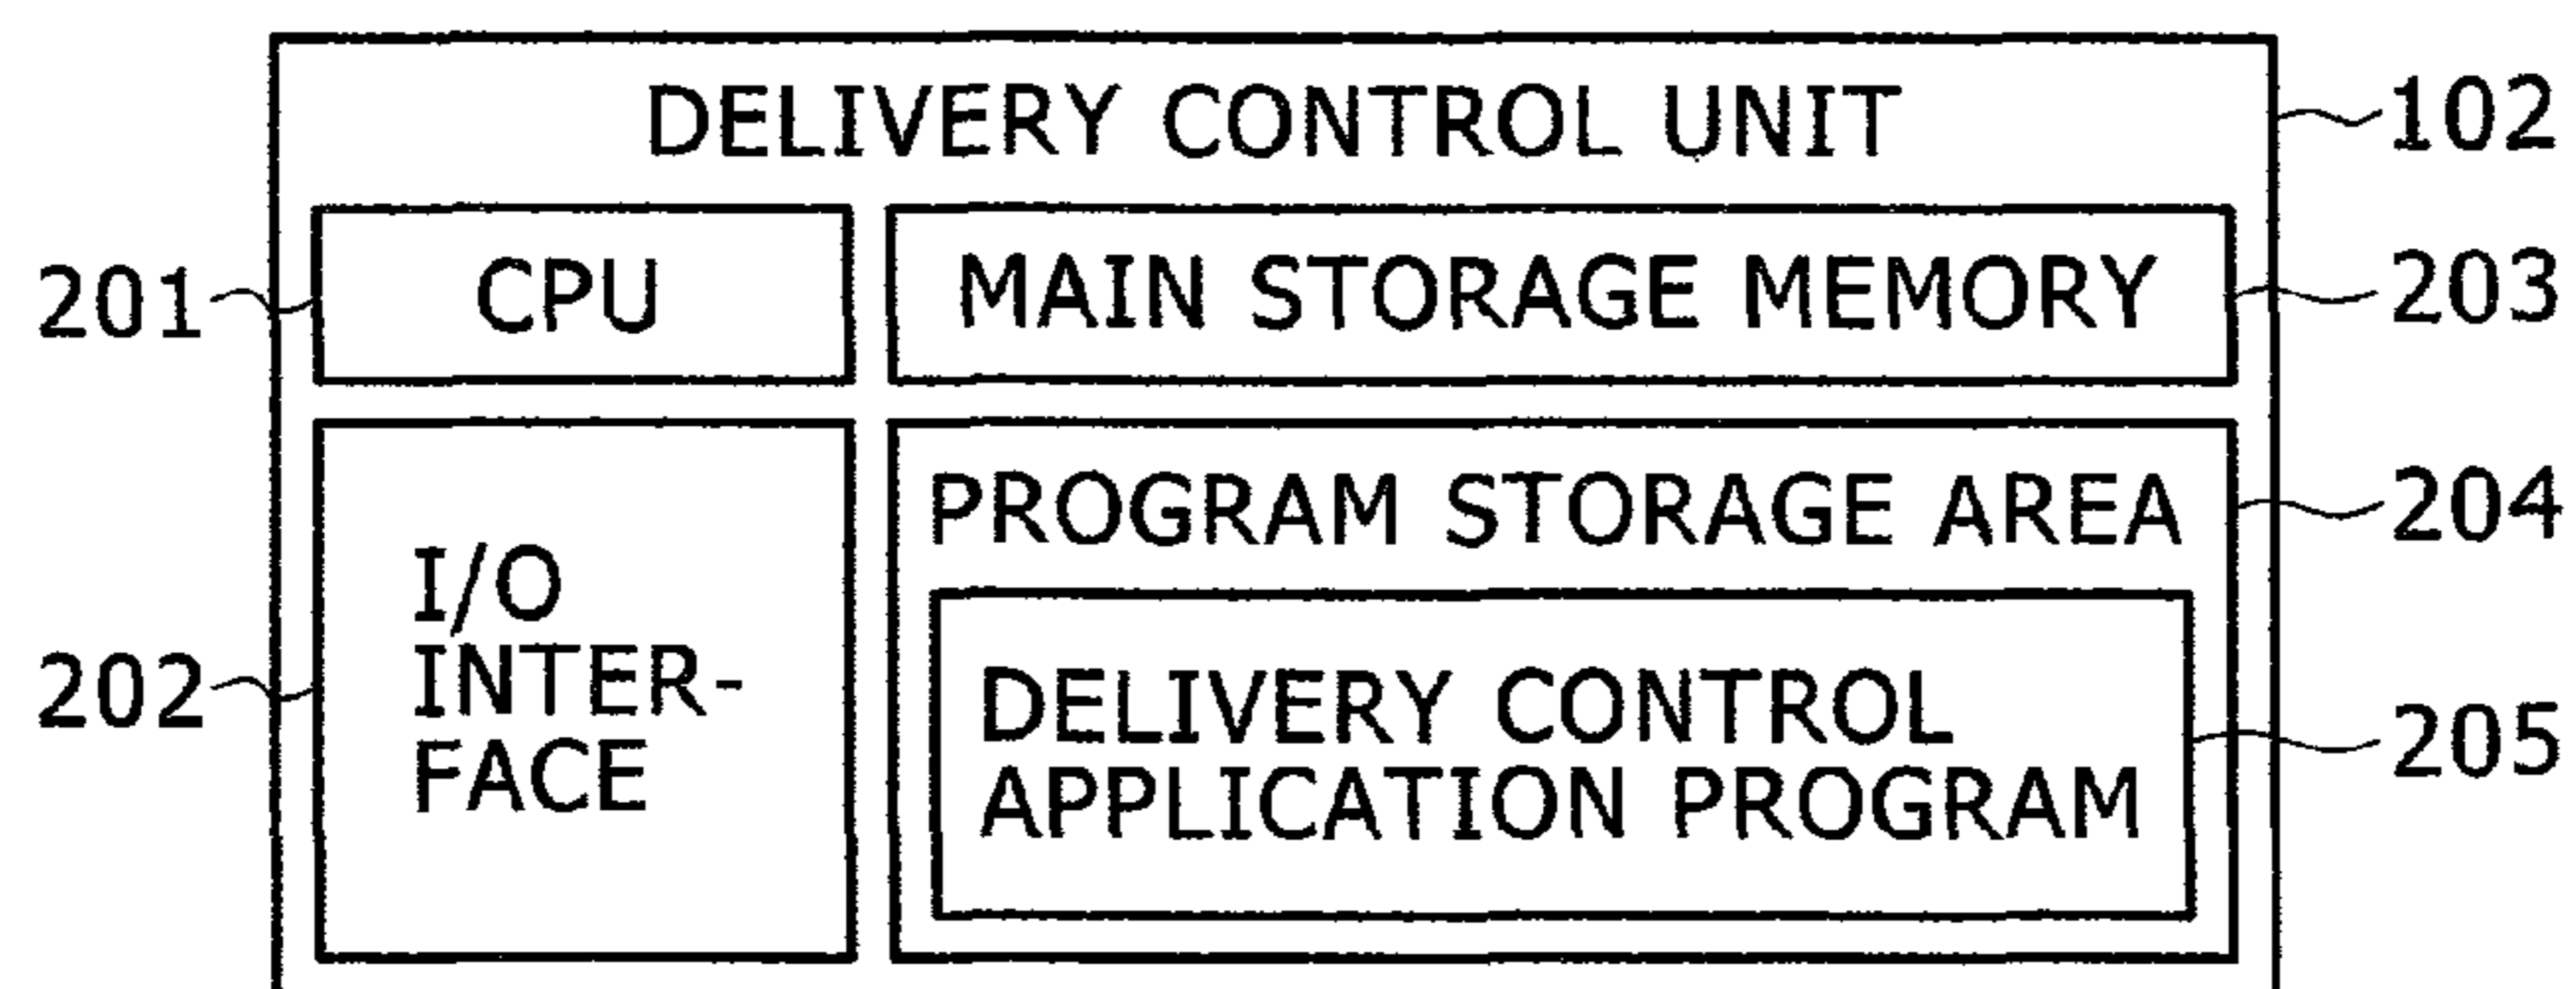 DELIVERY CONTROL UNIT
102
201
CPU
MAIN STORAGE MEMORY
203
PROGRAM STORAGE AREA
204
202
I/O
INTER-
FACE
DELIVERY CONTROL
APPLICATION PROGRAM
205